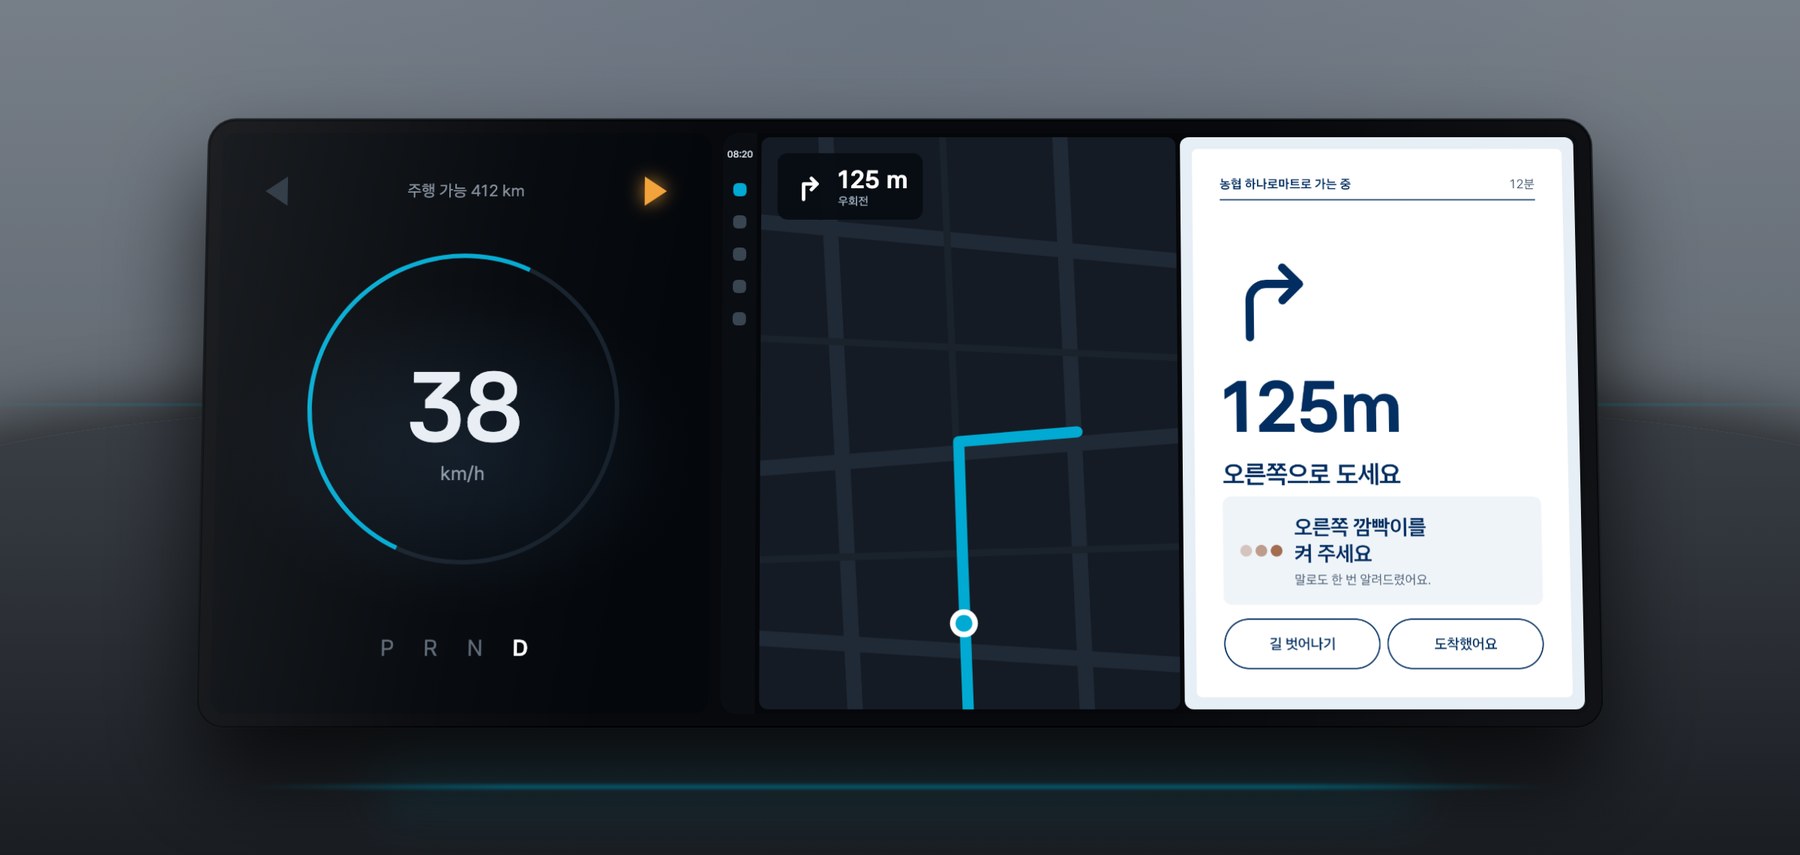 주행 가능 412 km
38
km/h
P R N D
08:20
125 m
우회전
농협 하나로마트로 가는 중
12분
125m
오른쪽으로 도세요
오른쪽 깜빡이를
켜 주세요
말로도 한 번 알려드렸어요.
길 벗어나기
도착했어요